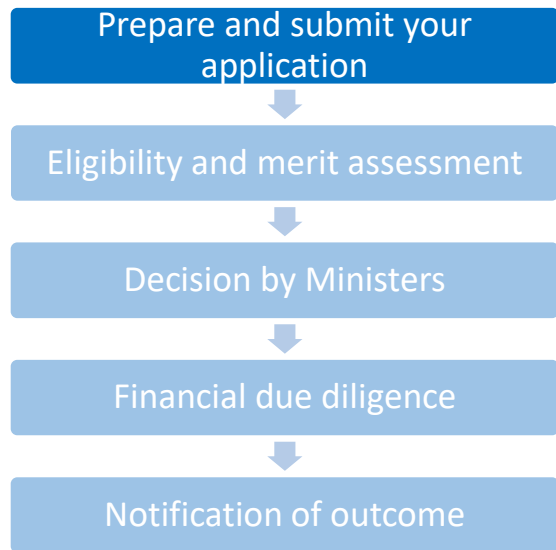 Prepare and submit your
application
Eligibility and merit assessment
Decision by Ministers
Financial due diligence
Notification of outcome